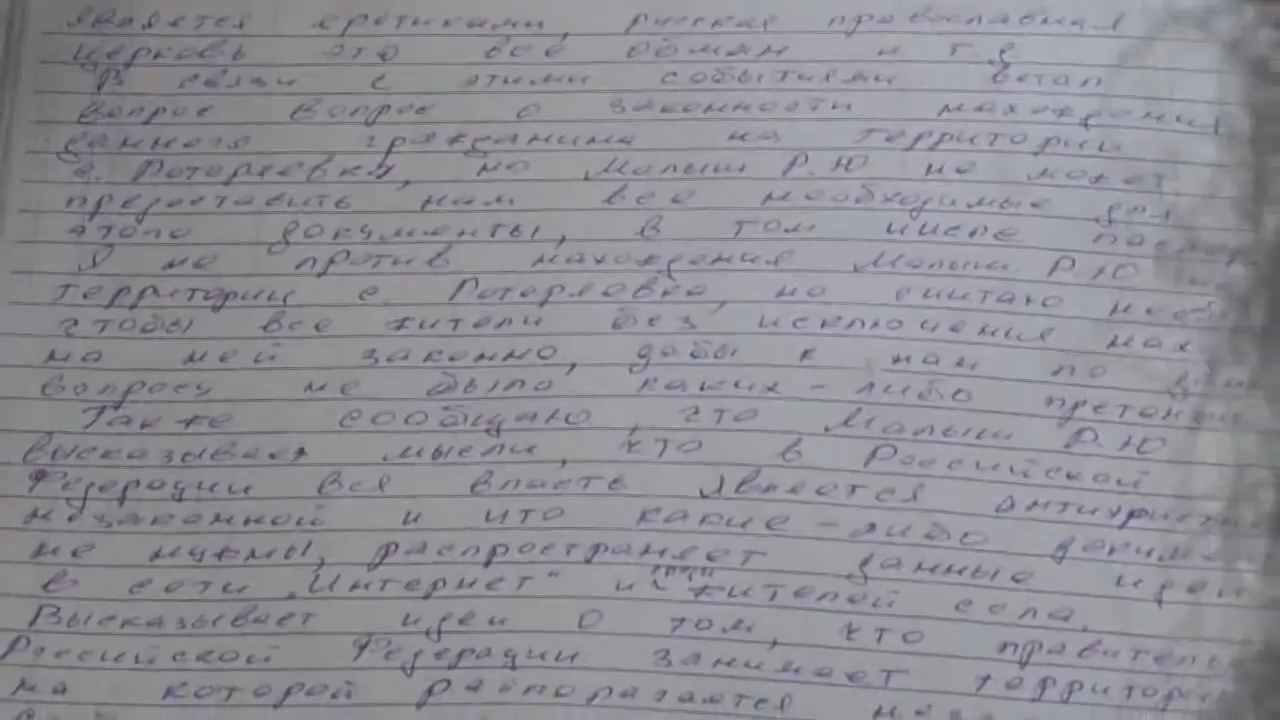 является еретиками, русская православная
церковь это все обман и т.д
В связи с этими событиями встал
вопрос вопрос о законности нахождения
данного гражданина на территории
с. Потеряевка, но Малыш Р.Ю не может
предоставить нам все необходимые для
этого документы, в том числе
Я не против нахождения Малыш Р.Ю
территории с. Потеряевка, но считаю
чтобы все жители без исключения
на ней законно, дабы к нам по
вопросу не было каких-либо
Также сообщаю, что Малыш Р.Ю
высказывает мысли, что в Российской
Федерации вся власть является
незаконной и что какие-либо
не нужны, распространяет данные идеи
в сети "Интернет" и жителей села.
Высказывает идеи о том, что
Российской Федерации занимает
на которой располагается